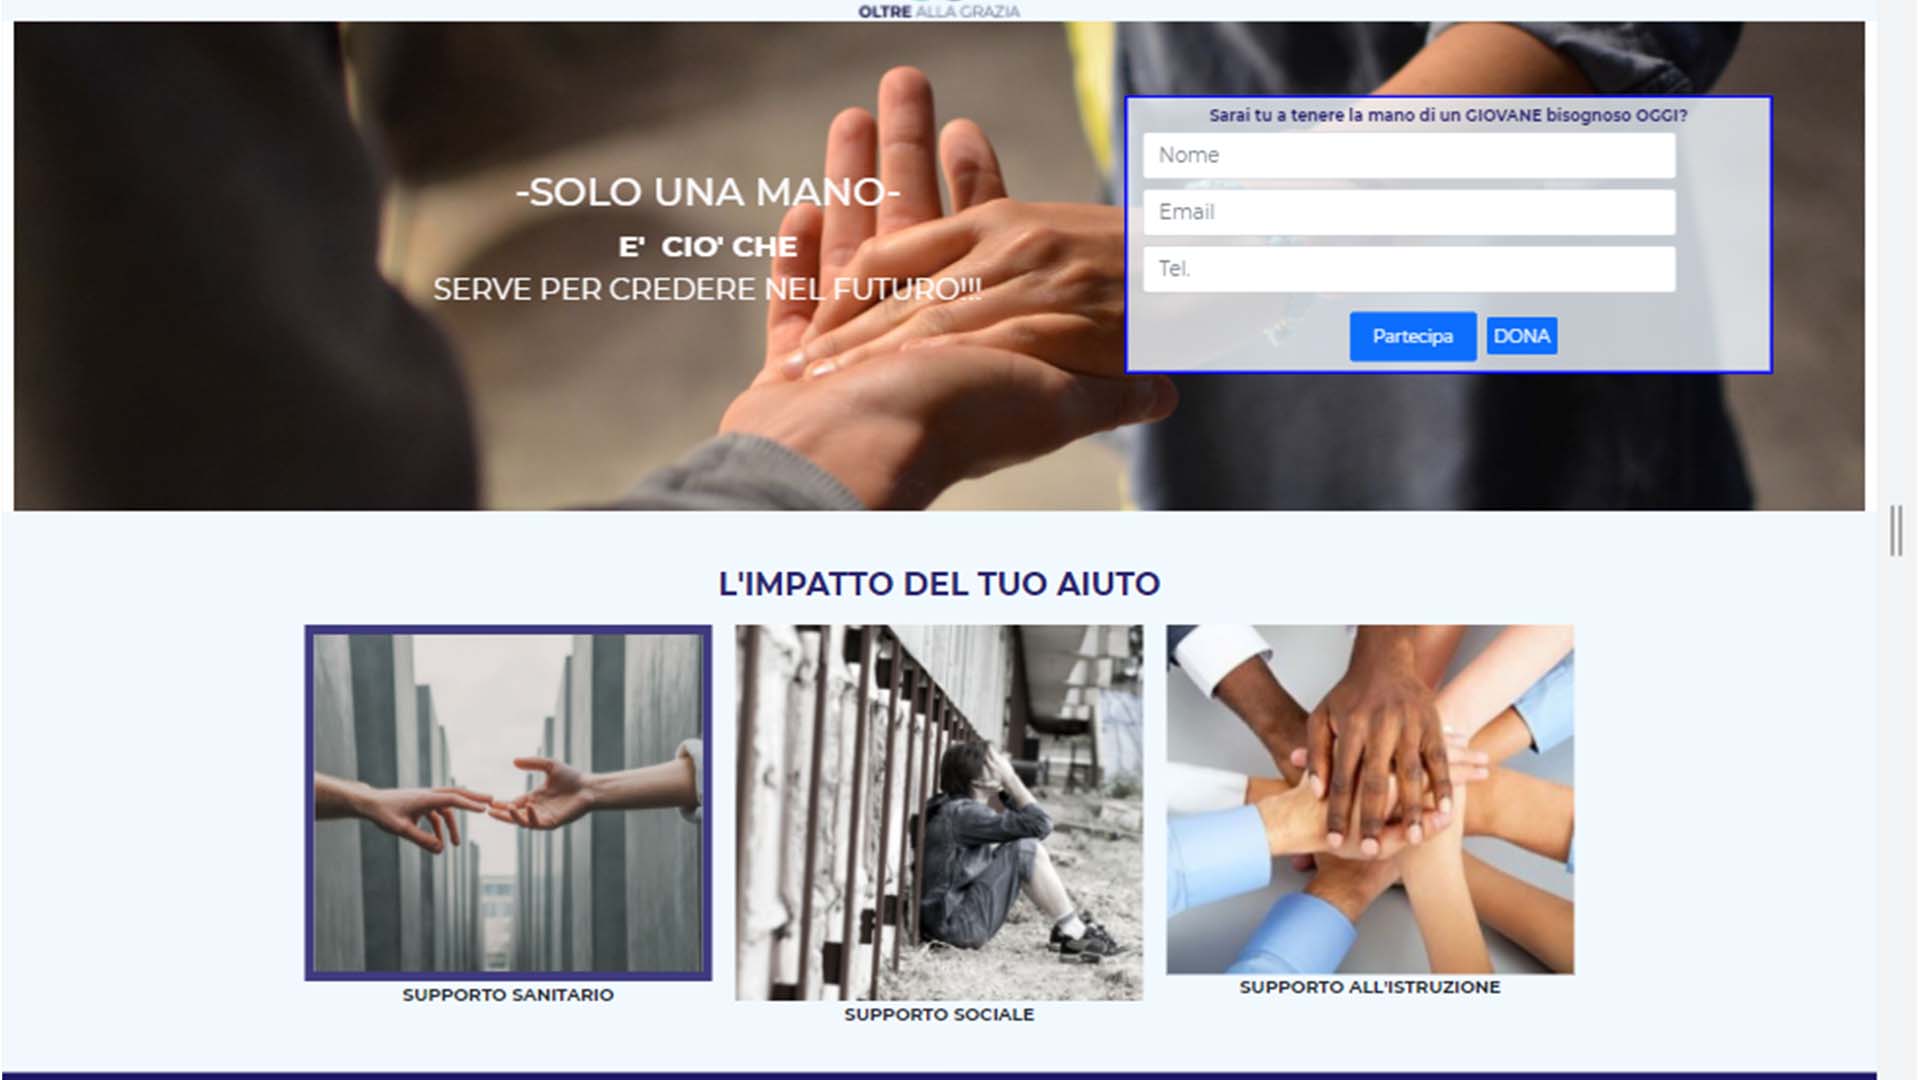 OLTRE ALLA GRAZIA
-SOLO UNA MANO-
E' CIO' CHE
SERVE PER CREDERE NEL FUTURO!!!
Sarai tu a tenere la mano di un GIOVANE bisognoso OGGI?
Nome
Email
Tel.
Partecipa DONA
L'IMPATTO DEL TUO AIUTO
SUPPORTO SANITARIO
SUPPORTO SOCIALE
SUPPORTO ALL'ISTRUZIONE